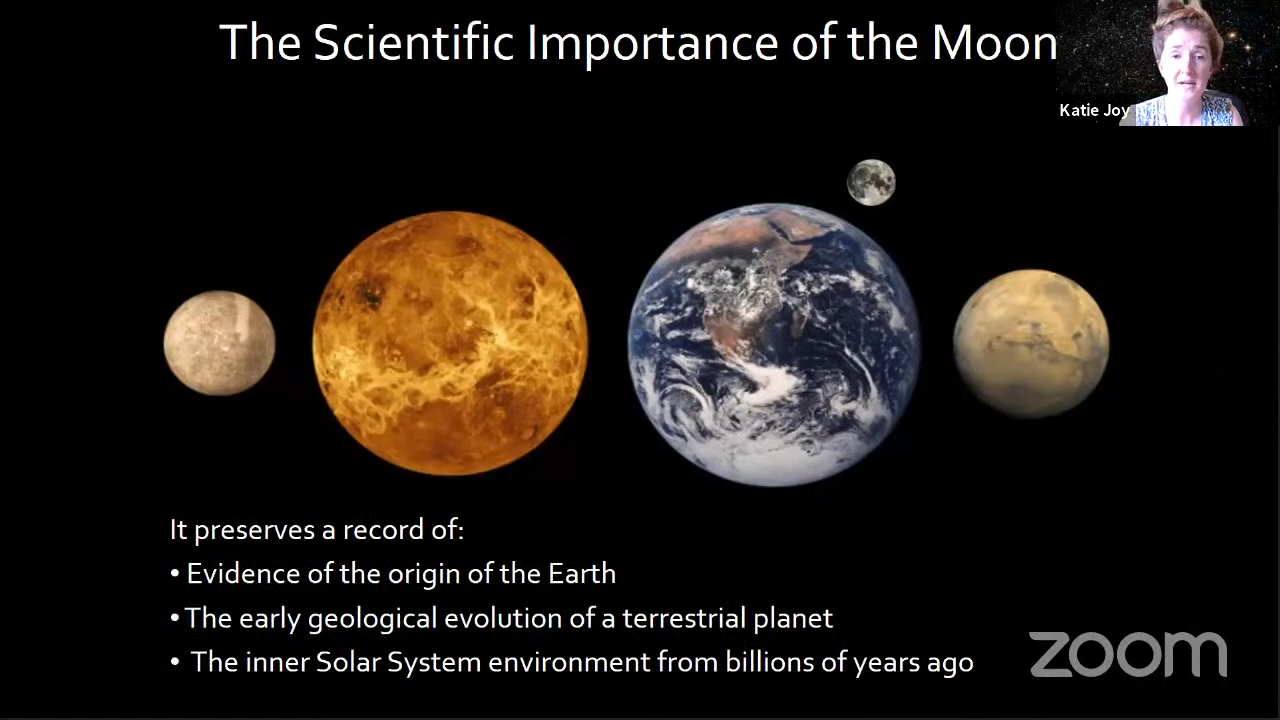 The Scientific Importance of the Moon
Katie Joy
It preserves a record of:
• Evidence of the origin of the Earth
• The early geological evolution of a terrestrial planet
• The inner Solar System environment from billions of years ago
zoom